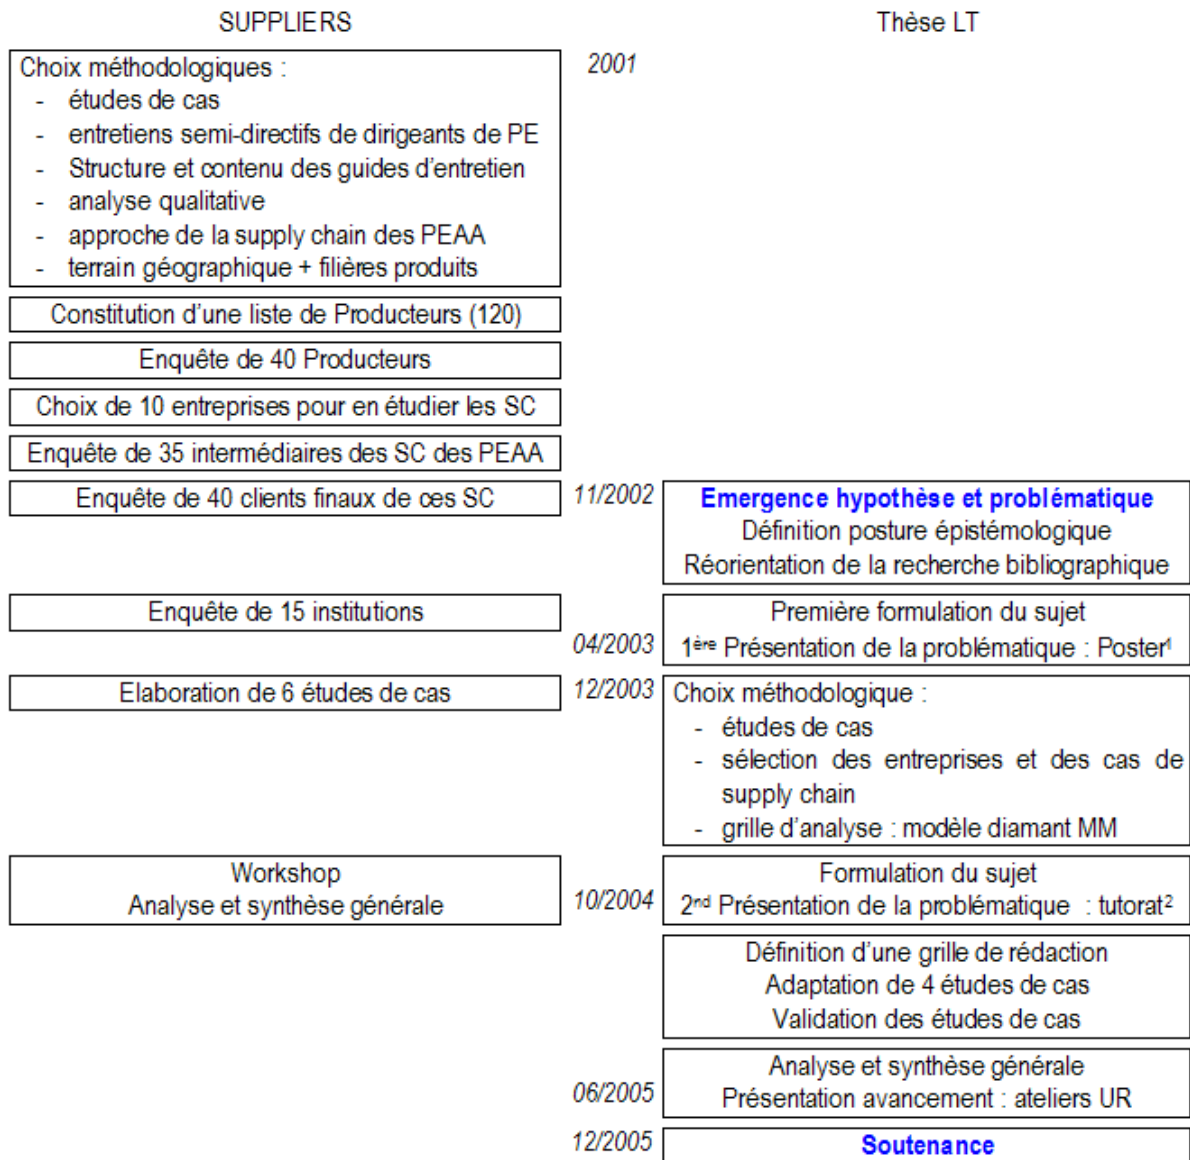 SUPPLIERS
Thèse LT
Choix méthodologiques :
- études de cas
- entretiens semi-directifs de dirigeants de PE
- Structure et contenu des guides d'entretien
- analyse qualitative
- approche de la supply chain des PEAA
- terrain géographique + filières produits
2001
Constitution d'une liste de Producteurs (120)
Enquête de 40 Producteurs
Choix de 10 entreprises pour en étudier les SC
Enquête de 35 intermédiaires des SC des PEAA
Enquête de 40 clients finaux de ces SC
11/2002
Emergence hypothèse et problématique
Définition posture épistémologique
Réorientation de la recherche bibliographique
Enquête de 15 institutions
Première formulation du sujet
04/2003
1ère Présentation de la problématique : Poster¹
Elaboration de 6 études de cas
12/2003
Choix méthodologique :
- études de cas
- sélection des entreprises et des cas de
supply chain
- grille d'analyse : modèle diamant MM
Workshop
Analyse et synthèse générale
10/2004
Formulation du sujet
2nd Présentation de la problématique : tutorat²
Définition d'une grille de rédaction
Adaptation de 4 études de cas
Validation des études de cas
Analyse et synthèse générale
06/2005
Présentation avancement : ateliers UR
12/2005
Soutenance